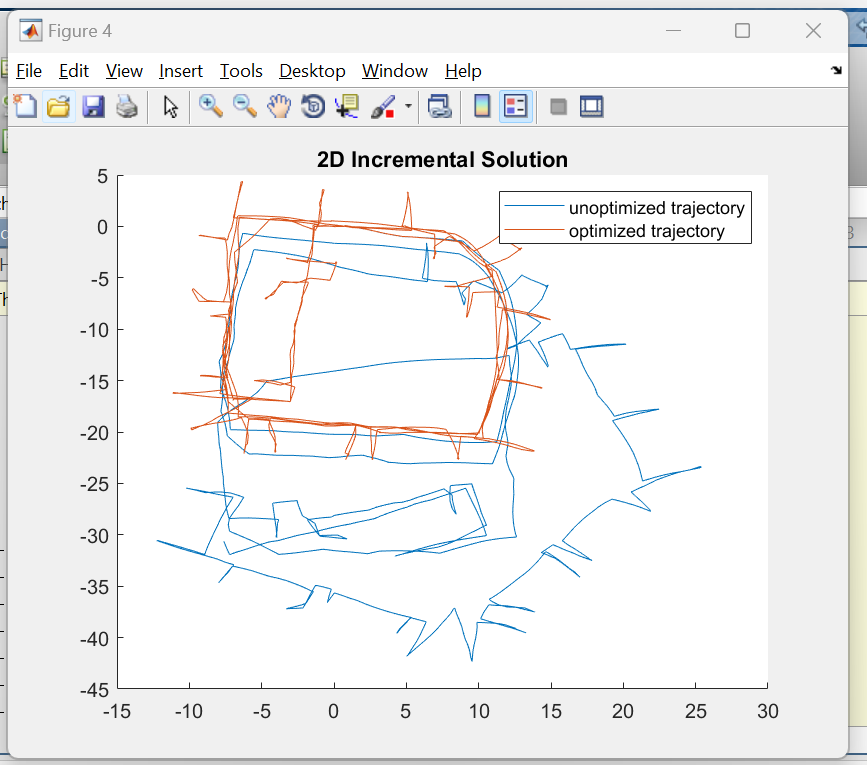 Figure 4
File Edit View Insert Tools Desktop Window Help
2D Incremental Solution
unoptimized trajectory
optimized trajectory
5
0
-5
-10
-15
-20
-25
-30
-35
-40
-45
-15 -10 -5 0 5 10 15 20 25 30